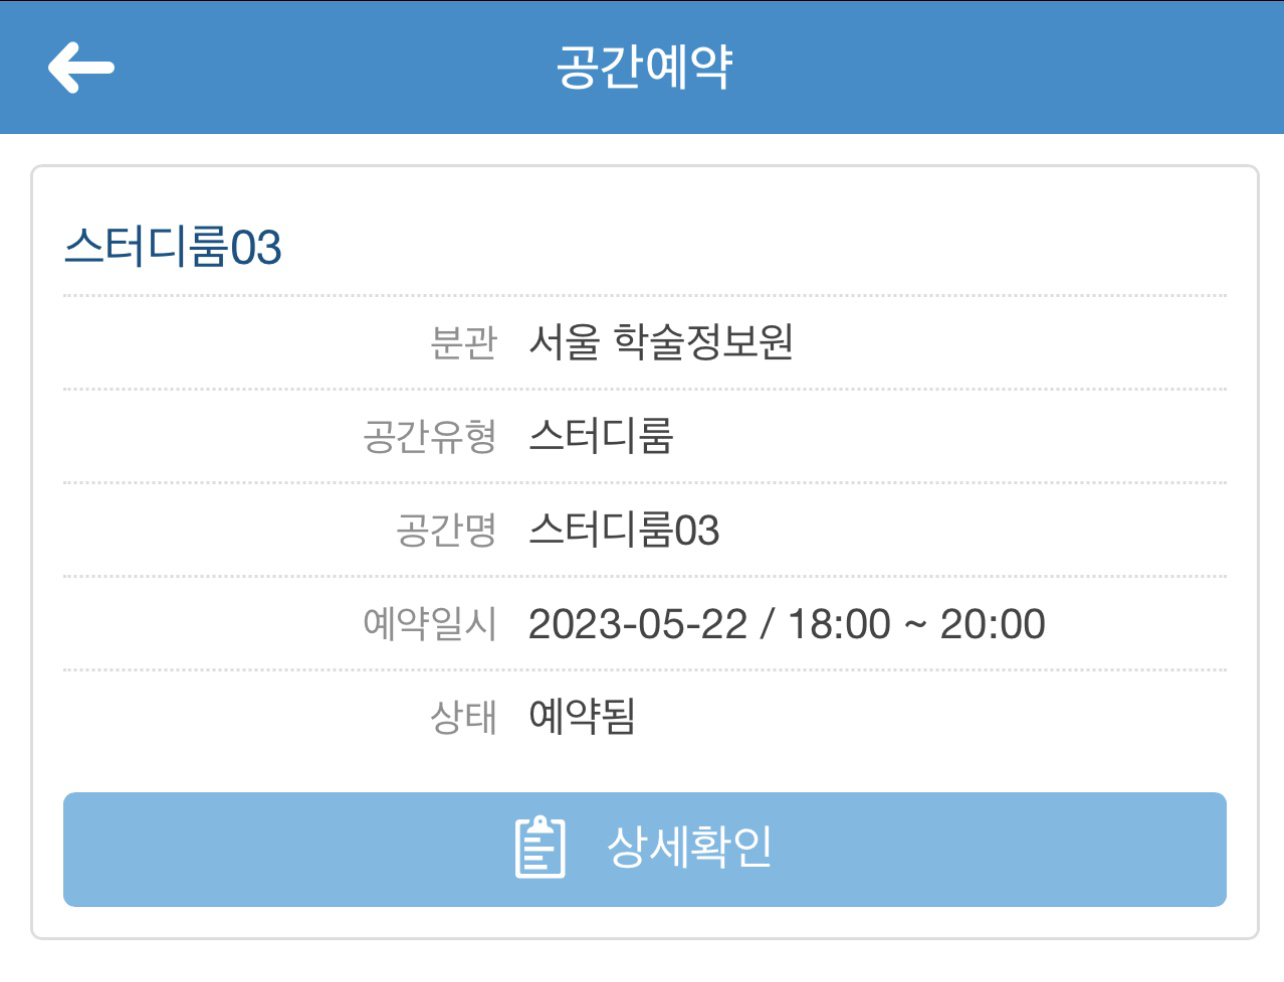 공간예약
스터디룸03
분관 서울 학술정보원
공간유형 스터디룸
공간명 스터디룸03
예약일시 2023-05-22 / 18:00 ~ 20:00
상태 예약됨
상세확인